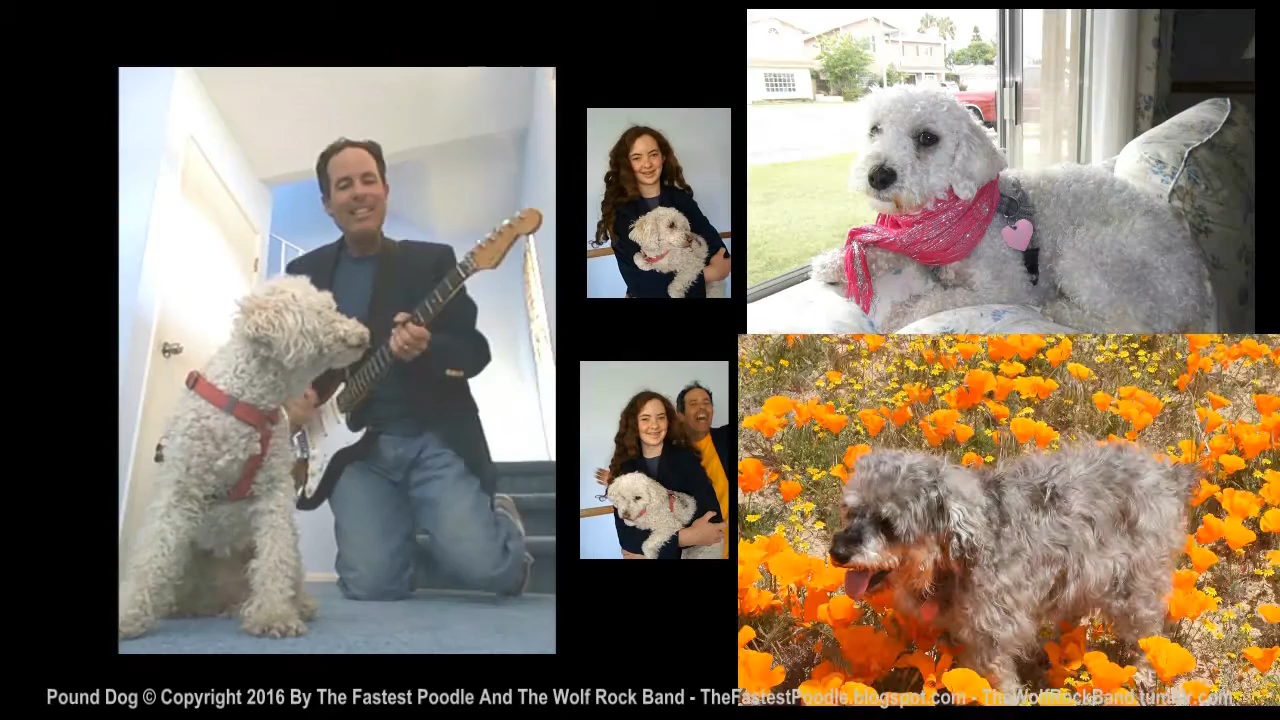 Pound Dog © Copyright 2016 By The Fastest Poodle And The Wolf Rock Band - TheFastestPoodle.blogspot.com - TheWolfRockBand.tumblr.com